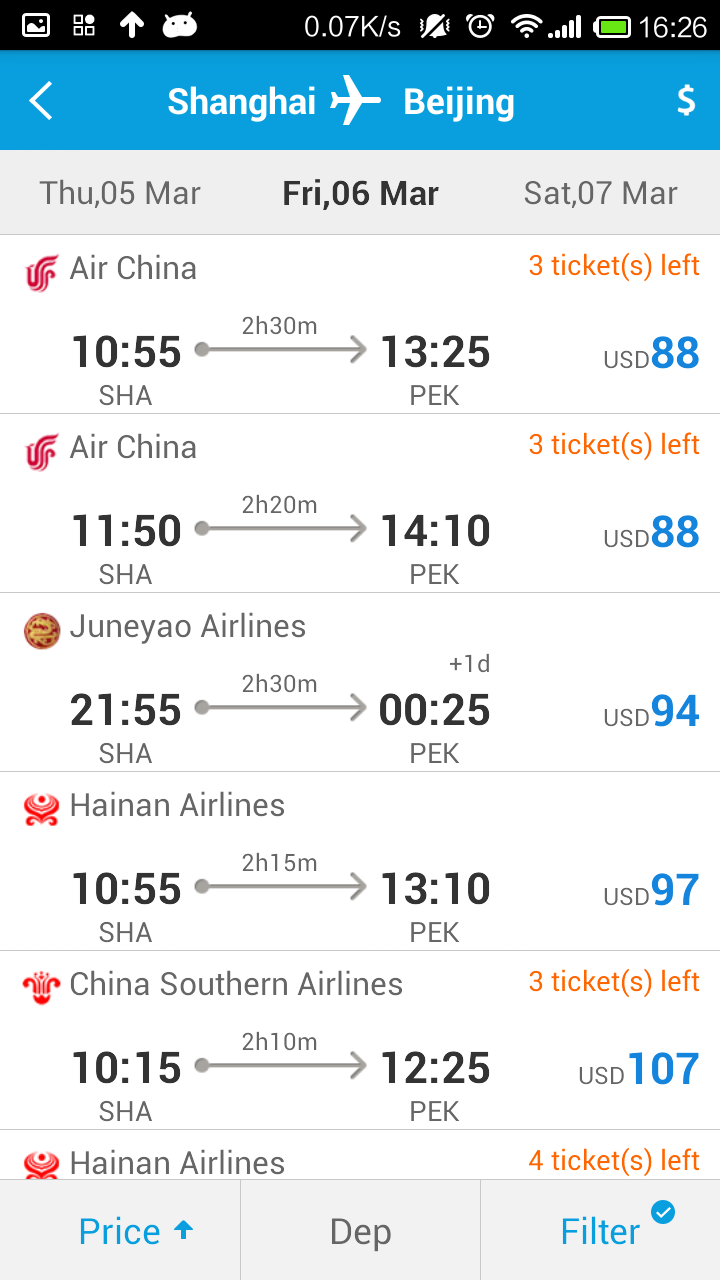 0.07K/s 16:26
Shanghai Beijing $
Thu,05 Mar Fri,06 Mar Sat,07 Mar
Air China 3 ticket(s) left
2h30m
10:55 13:25 USD88
SHA PEK
Air China 3 ticket(s) left
2h20m
11:50 14:10 USD88
SHA PEK
Juneyao Airlines
+1d
2h30m
21:55 00:25 USD94
SHA PEK
Hainan Airlines
2h15m
10:55 13:10 USD97
SHA PEK
China Southern Airlines 3 ticket(s) left
2h10m
10:15 12:25 USD107
SHA PEK
Hainan Airlines 4 ticket(s) left
Price Dep Filter